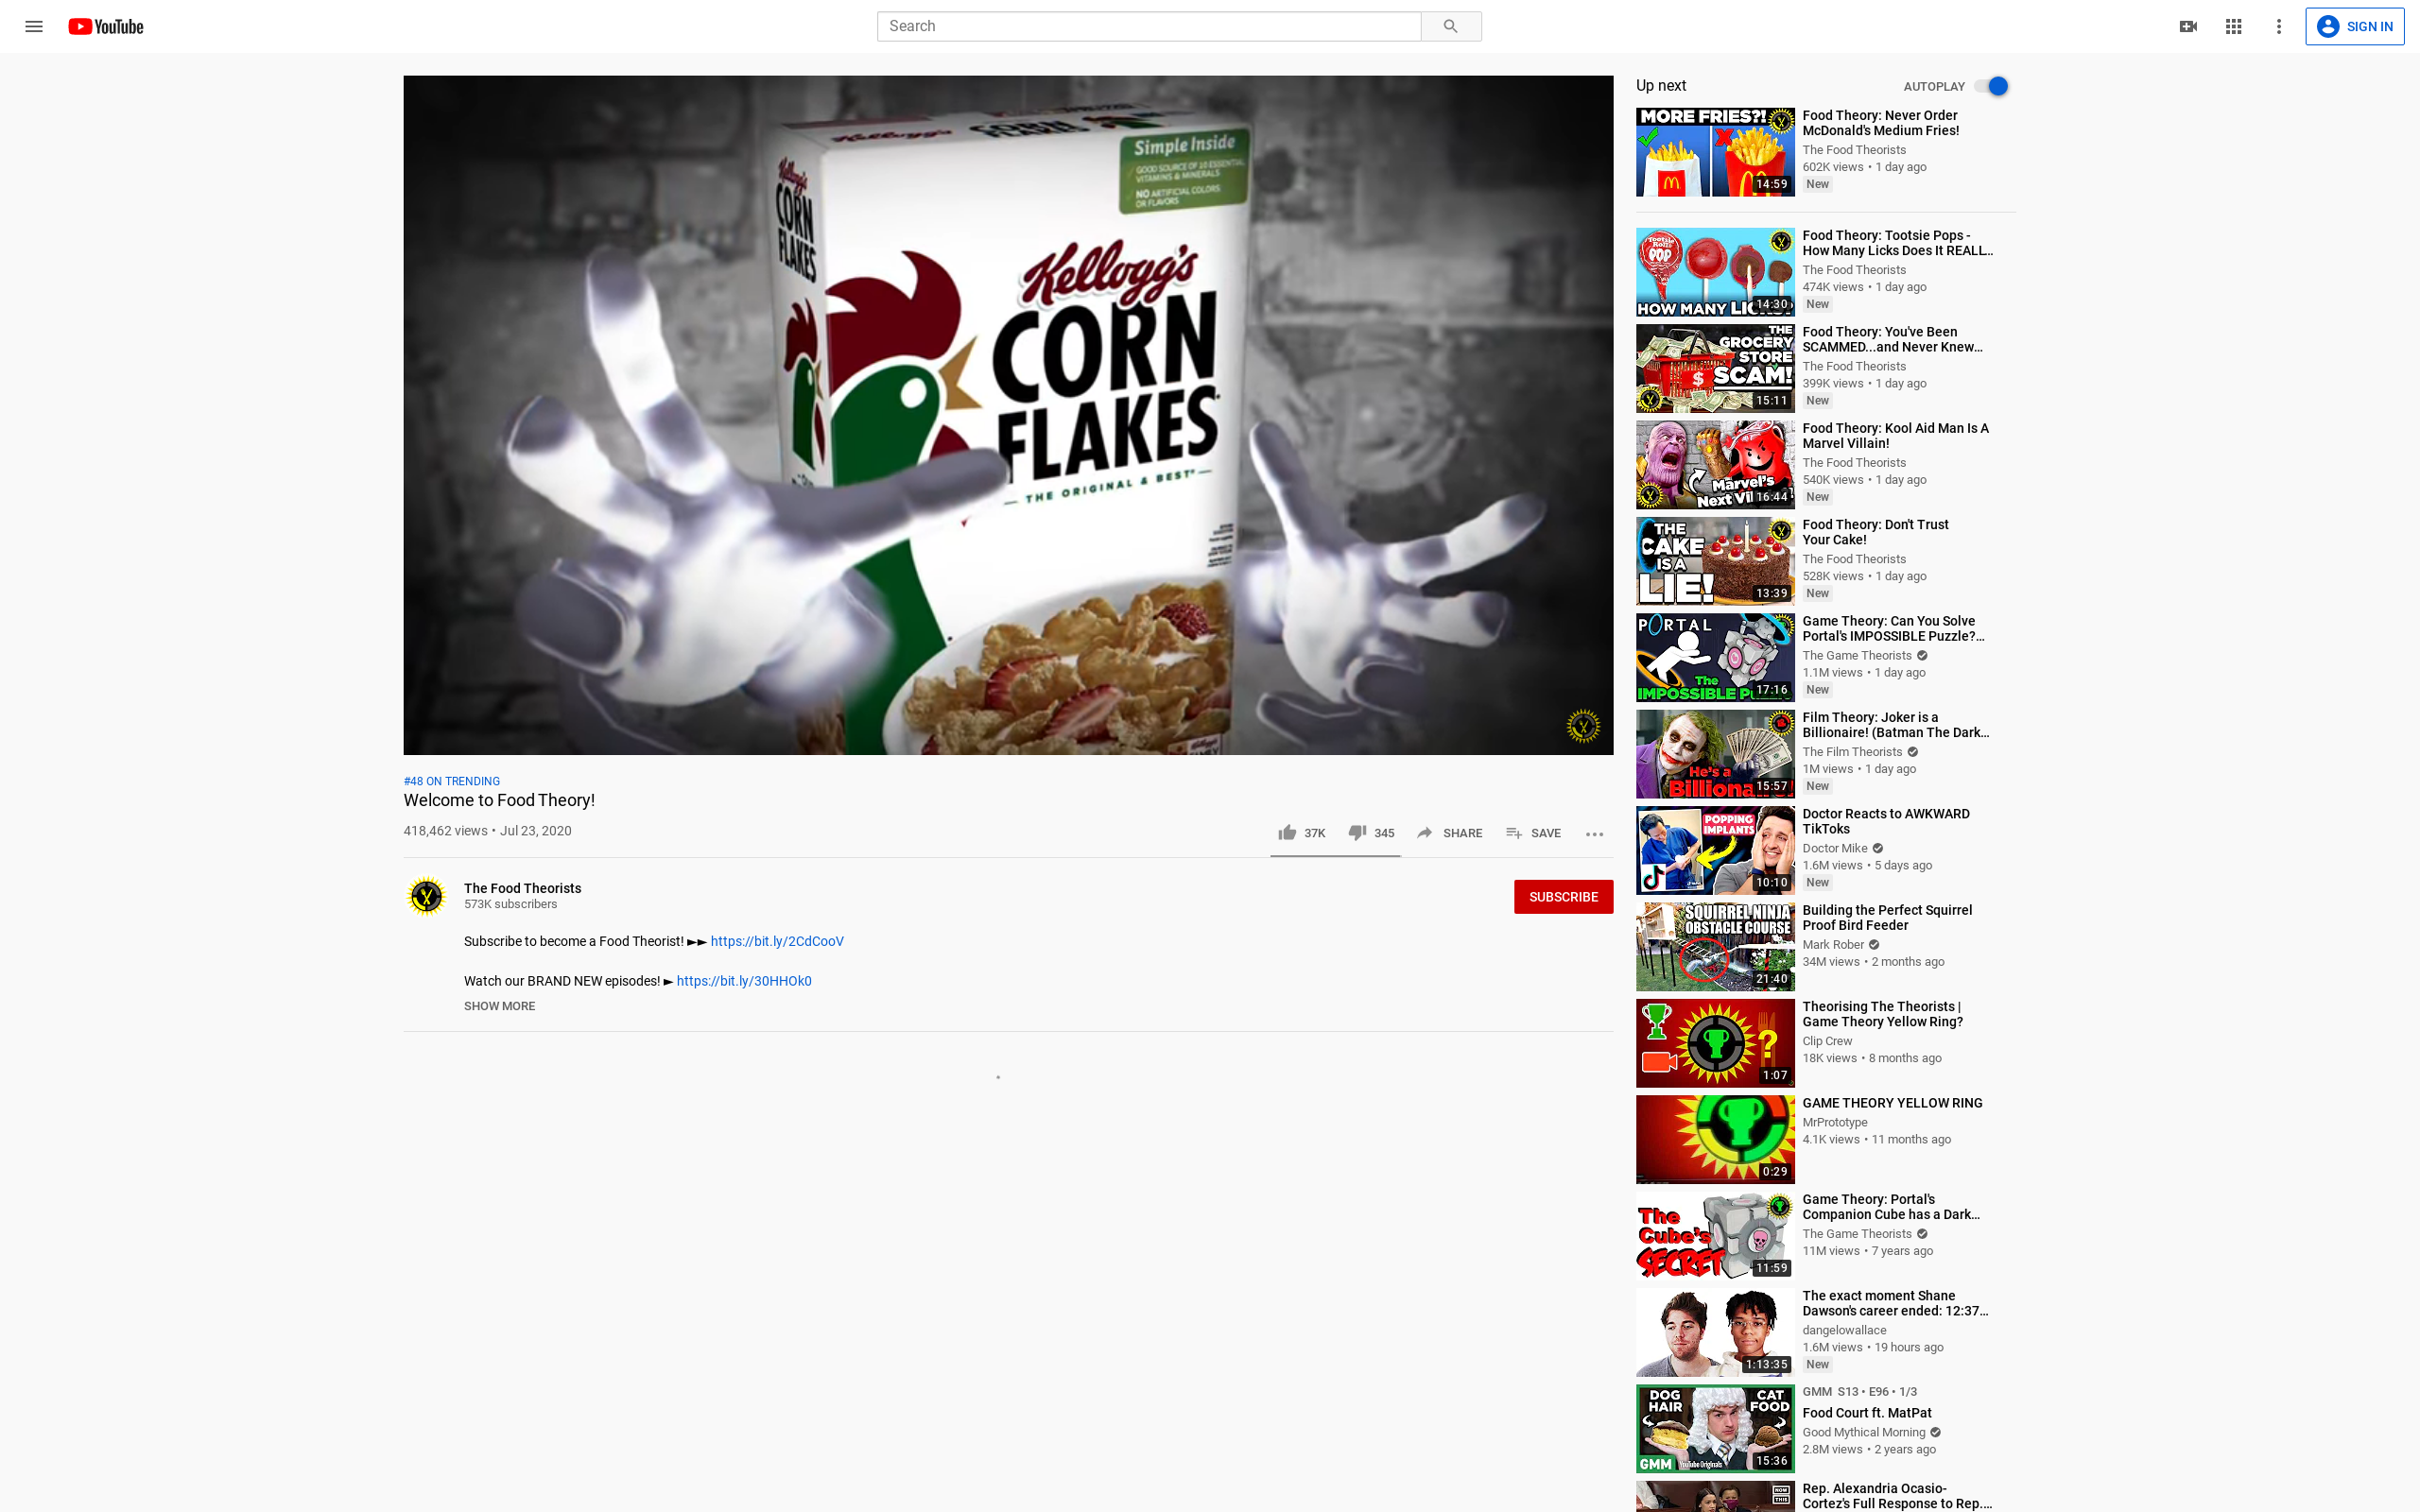 YouTube
Search
SIGN IN
Kellogg's
CORN FLAKES
Simple Inside
GOOD SOURCE OF 10 ESSENTIAL
VITAMINS & MINERALS
NO ARTIFICIAL COLORS
OR FLAVORS
Kellogg's
CORN
FLAKES
Kellogg's
CORN
FLAKES
THE ORIGINAL & BEST
#48 ON TRENDING
Welcome to Food Theory!
418,462 views • Jul 23, 2020
37K
345
SHARE
SAVE
The Food Theorists
573K subscribers
SUBSCRIBE
Subscribe to become a Food Theorist! ►► https://bit.ly/2CdCooV
Watch our BRAND NEW episodes! ► https://bit.ly/30HHOk0
SHOW MORE
Up next
AUTOPLAY
MORE FRIES?!
14:59
Food Theory: Never Order
McDonald's Medium Fries!
The Food Theorists
602K views • 1 day ago
New
Tootsie Roll
POP
HOW MANY
14:30
Food Theory: Tootsie Pops -
How Many Licks Does It REALL..
The Food Theorists
474K views • 1 day ago
New
THE
GROCERY
STORE
SCAM!
15:11
Food Theory: You've Been
SCAMMED...and Never Knew…
The Food Theorists
399K views • 1 day ago
New
Marvel's
Next
16:44
Food Theory: Kool Aid Man Is A
Marvel Villain!
The Food Theorists
540K views • 1 day ago
New
THE
CAKE
IS A
LIE!
13:39
Food Theory: Don't Trust
Your Cake!
The Food Theorists
528K views • 1 day ago
New
PORTAL
The
IMPOSSIBLE
17:16
Game Theory: Can You Solve
Portal's IMPOSSIBLE Puzzle?…
The Game Theorists
1.1M views • 1 day ago
New
He's a
Billionaire!
15:57
Film Theory: Joker is a
Billionaire! (Batman The Dark…
The Film Theorists
1M views • 1 day ago
New
POPPING
IMPLANTS
10:10
Doctor Reacts to AWKWARD
TikToks
Doctor Mike
1.6M views • 5 days ago
New
SQUIRREL NINJA
OBSTACLE COURSE
21:40
Building the Perfect Squirrel
Proof Bird Feeder
Mark Rober
34M views • 2 months ago
?
1:07
Theorising The Theorists |
Game Theory Yellow Ring?
Clip Crew
18K views • 8 months ago
0:29
GAME THEORY YELLOW RING
MrPrototype
4.1K views • 11 months ago
The
Cube's
SECRET
11:59
Game Theory: Portal's
Companion Cube has a Dark…
The Game Theorists
11M views • 7 years ago
1:13:35
The exact moment Shane
Dawson's career ended: 12:37…
dangelowallace
1.6M views • 19 hours ago
New
DOG
HAIR
CAT
FOOD
GMM
YouTube Originals
15:36
GMM S13 • E96 • 1/3
Food Court ft. MatPat
Good Mythical Morning
2.8M views • 2 years ago
NOW
THIS
Rep. Alexandria Ocasio-
Cortez's Full Response to Rep.…